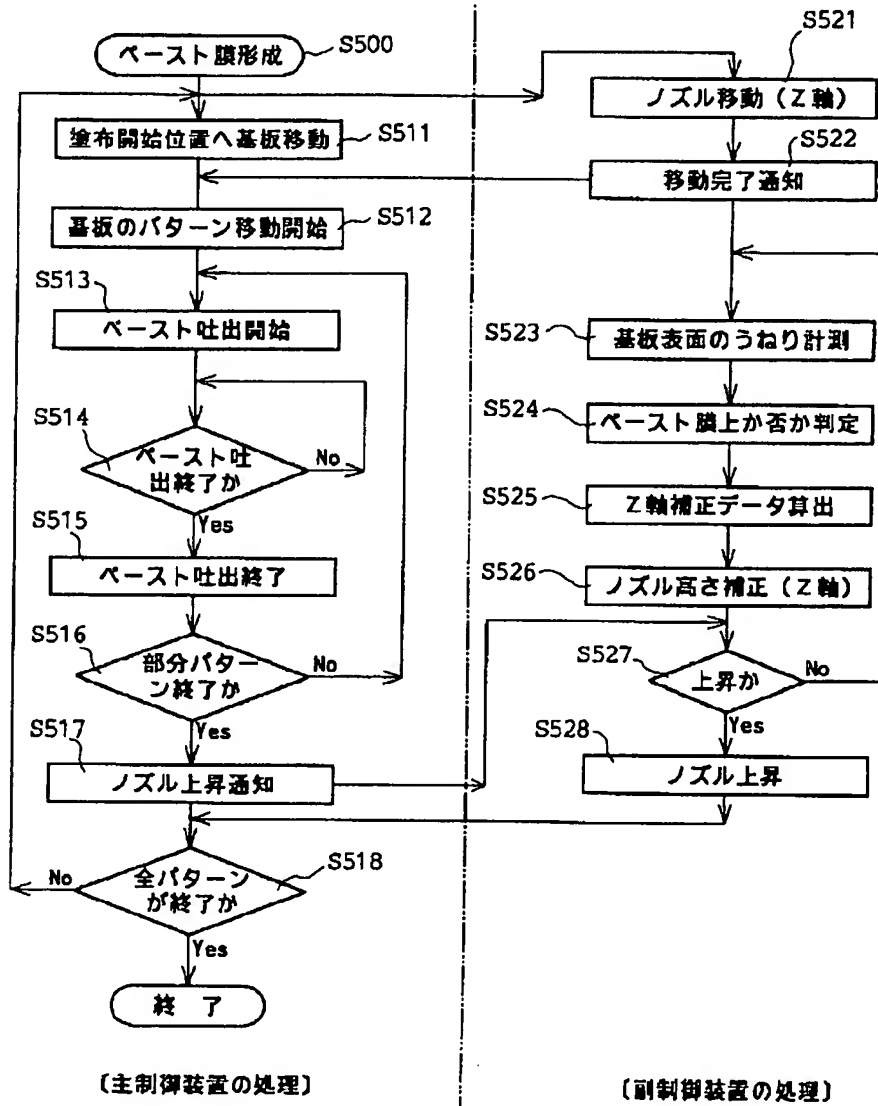 ペースト膜形成
S500
塗布開始位置へ基板移動
S511
基板のパターン移動開始
S512
S513
ペースト吐出開始
S514
ペースト吐
出終了か
No
Yes
S515
ペースト吐出終了
S516
部分パター
ン終了か
No
Yes
S517
ノズル上昇通知
S518
全パターン
が終了か
No
Yes
終 了
〔主制御装置の処理〕
S521
ノズル移動(Z軸)
S522
移動完了通知
S523
基板表面のうねり計測
S524
ペースト膜上か否か判定
S525
Z軸補正データ算出
S526
ノズル高さ補正(Z軸)
S527
上昇か
No
Yes
S528
ノズル上昇
〔副制御装置の処理〕